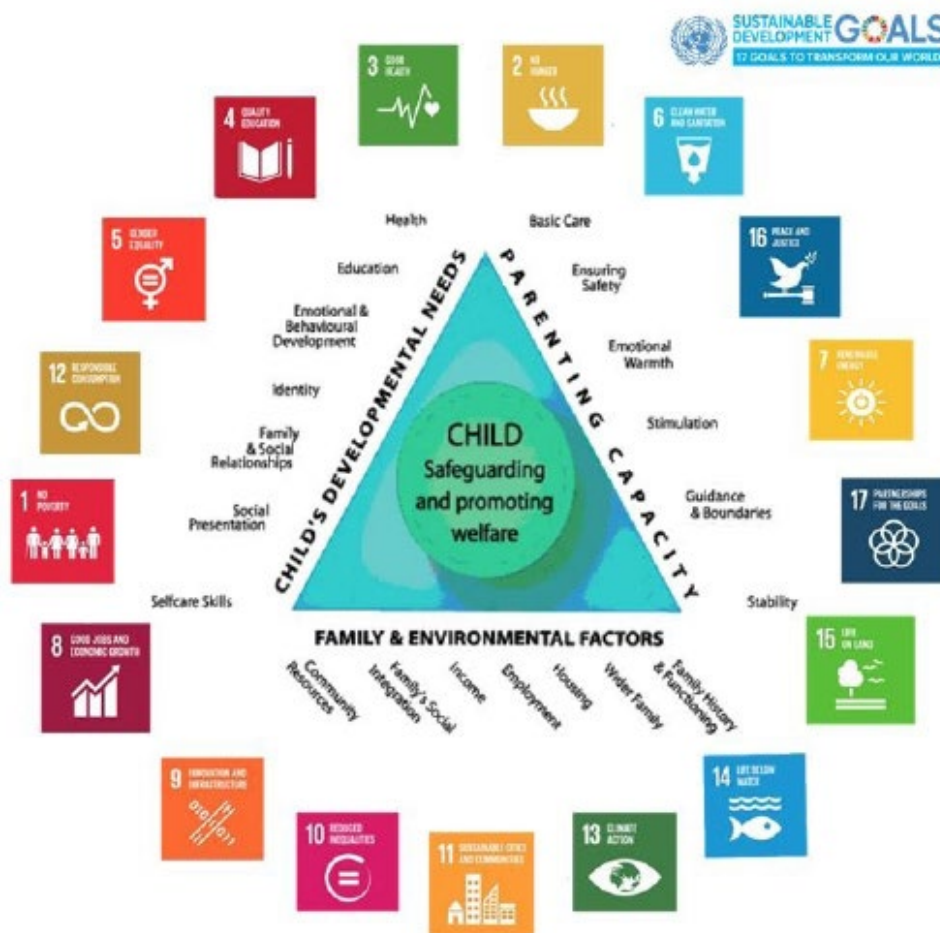 SUSTAINABLE
DEVELOPMENT GOALS
17 GOALS TO TRANSFORM OUR WORLD
3 GOOD
HEALTH
2 NO
HUNGER
4 QUALITY
EDUCATION
6 CLEAN WATER
AND SANITATION
5 GENDER
EQUALITY
16 PEACE AND
JUSTICE
12 RESPONSIBLE
CONSUMPTION
7 RENEWABLE
ENERGY
1 NO
POVERTY
17 PARTNERSHIPS
FOR THE GOALS
8 GOOD JOBS AND
ECONOMIC GROWTH
15 LIFE
ON LAND
9 INNOVATION AND
INFRASTRUCTURE
14 LIFE BELOW
WATER
10 REDUCED
INEQUALITIES
11 SUSTAINABLE CITIES
AND COMMUNITIES
13 CLIMATE
ACTION
CHILD'S DEVELOPMENTAL NEEDS
Health
Education
Emotional &
Behavioural
Development
Identity
Family
& Social
Relationships
Social
Presentation
Selfcare Skills
PARENTING CAPACITY
Basic Care
Ensuring
Safety
Emotional
Warmth
Stimulation
Guidance
& Boundaries
Stability
CHILD
Safeguarding
and promoting
welfare
FAMILY & ENVIRONMENTAL FACTORS
Community
Resources
Family's Social
Integration
Income
Employment
Housing
Wider Family
Family History
& Functioning